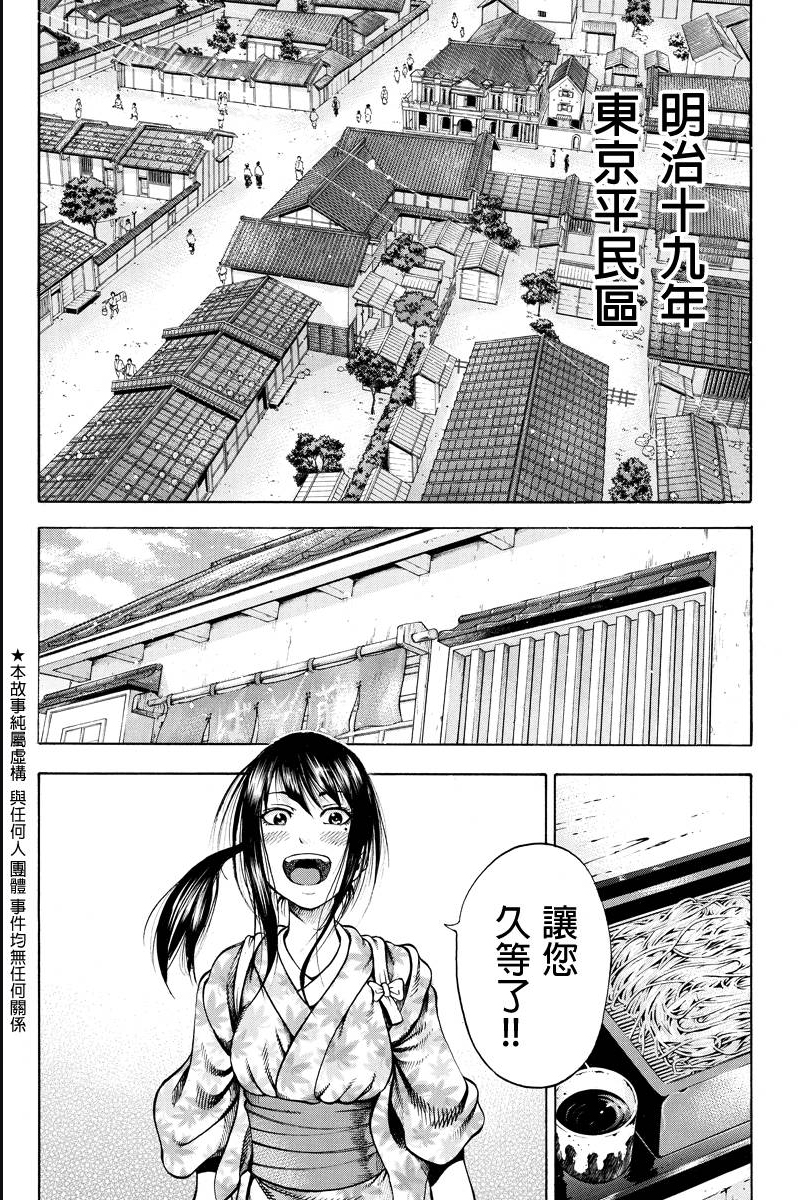 明治十九年
東京平民區
讓您
久等了!!
★本故事純屬虛構 與任何人 團體 事件均無任何關係